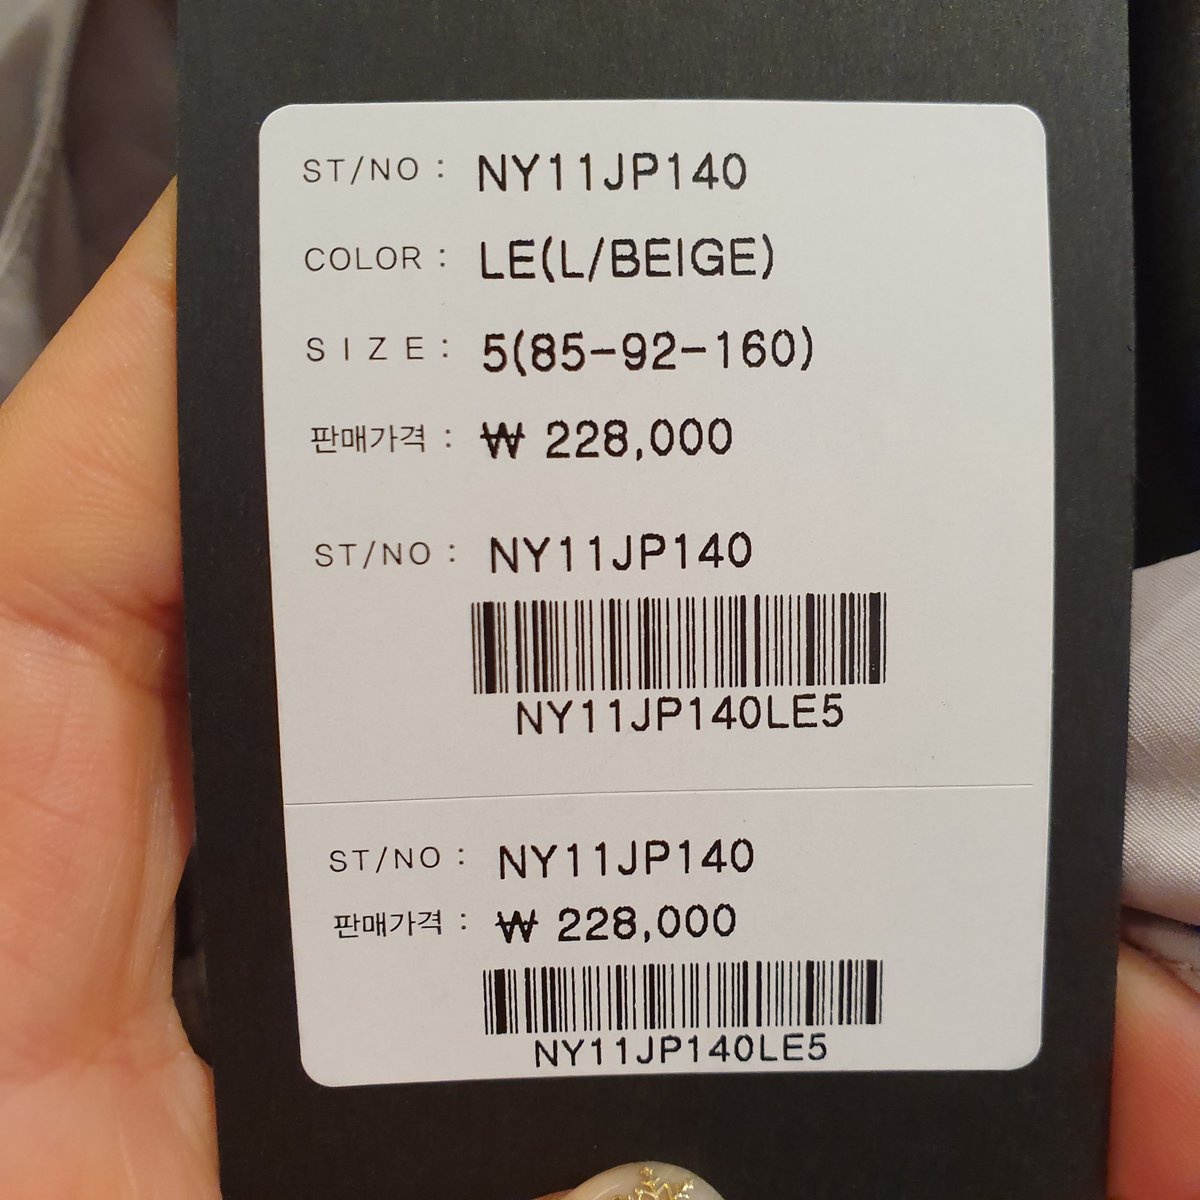 ST/NO : NY11JP140
COLOR : LE(L/BEIGE)
SIZE : 5(85-92-160)
판매가격 : ₩ 228,000
ST/NO : NY11JP140
NY11JP140LE5
ST/NO : NY11JP140
판매가격 : ₩ 228,000
NY11JP140LE5